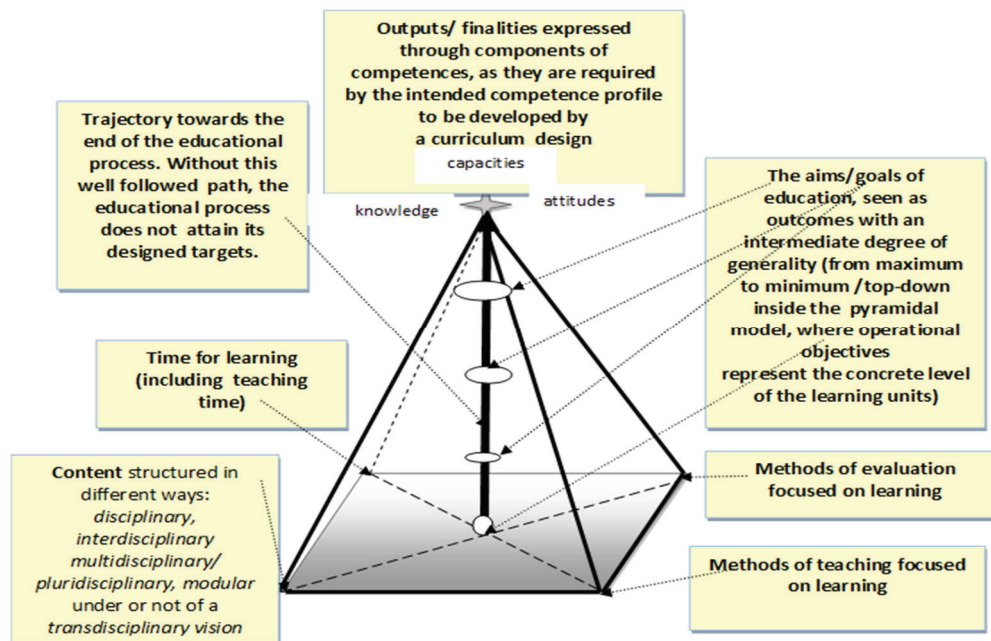 Outputs/ finalities expressed
through components of
competences, as they are required
by the intended competence profile
to be developed by
a curriculum design
capacities
knowledge
attitudes
Trajectory towards the
end of the educational
process. Without this
well followed path, the
educational process
does not attain its
designed targets.
The aims/goals of
education, seen as
outcomes with an
intermediate degree of
generality (from maximum
to minimum /top-down
inside the pyramidal
model, where operational
objectives
represent the concrete level
of the learning units)
Time for learning
(including teaching
time)
Content structured in
different ways:
disciplinary,
interdisciplinary
multidisciplinary/
pluridisciplinary, modular
under or not of a
transdisciplinary vision
Methods of evaluation
focused on learning
Methods of teaching focused
on learning